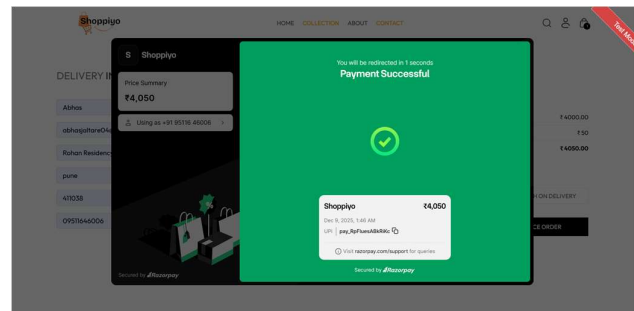 Shoppiyo
HOME COLLECTION ABOUT CONTACT
Test Mode
DELIVERY
Abhas
Rohan Residenc
pune
411038
09511646006
S Shoppiyo
Price Summary
₹4,050
Using as +91 95116 46006
Secured by Razorpay
You will be redirected in 1 seconds
Payment Successful
Shoppiyo ₹4,050
Dec 9, 2025, 1:46 AM
UPI | pay_RpFluesABkRiKc
Visit razorpay.com/support for queries
Secured by Razorpay
₹ 4000.00
₹ 50
₹ 4050.00
H ON DELIVERY
CE ORDER